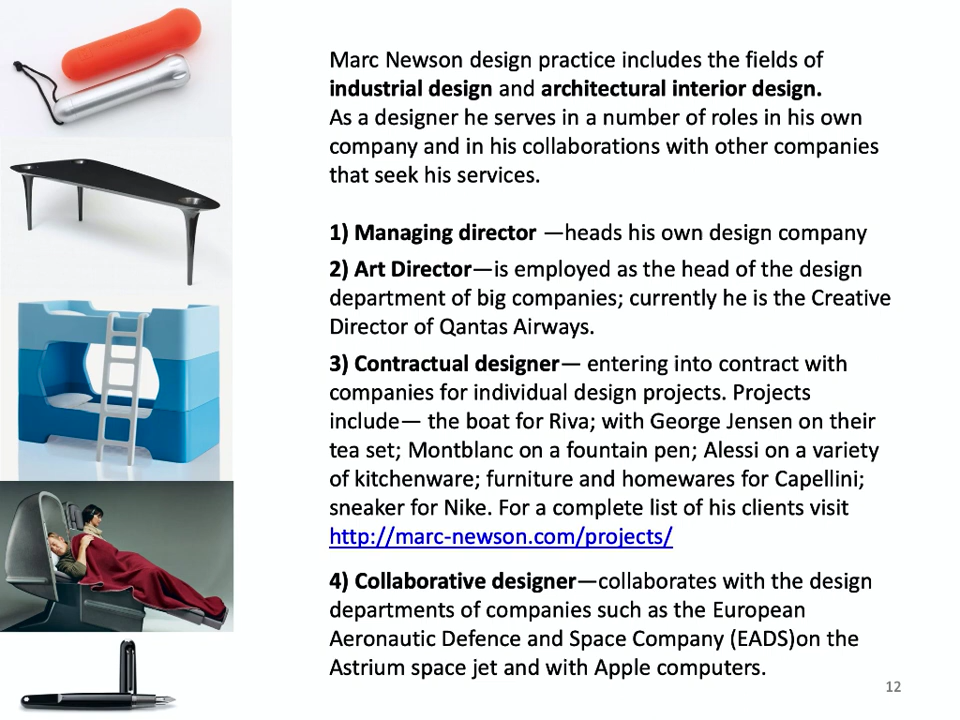 Marc Newson design practice includes the fields of
industrial design and architectural interior design.
As a designer he serves in a number of roles in his own
company and in his collaborations with other companies
that seek his services.
1) Managing director —heads his own design company
2) Art Director—is employed as the head of the design
department of big companies; currently he is the Creative
Director of Qantas Airways.
3) Contractual designer— entering into contract with
companies for individual design projects. Projects
include— the boat for Riva; with George Jensen on their
tea set; Montblanc on a fountain pen; Alessi on a variety
of kitchenware; furniture and homewares for Capellini;
sneaker for Nike. For a complete list of his clients visit
http://marc-newson.com/projects/
4) Collaborative designer—collaborates with the design
departments of companies such as the European
Aeronautic Defence and Space Company (EADS)on the
Astrium space jet and with Apple computers.
12